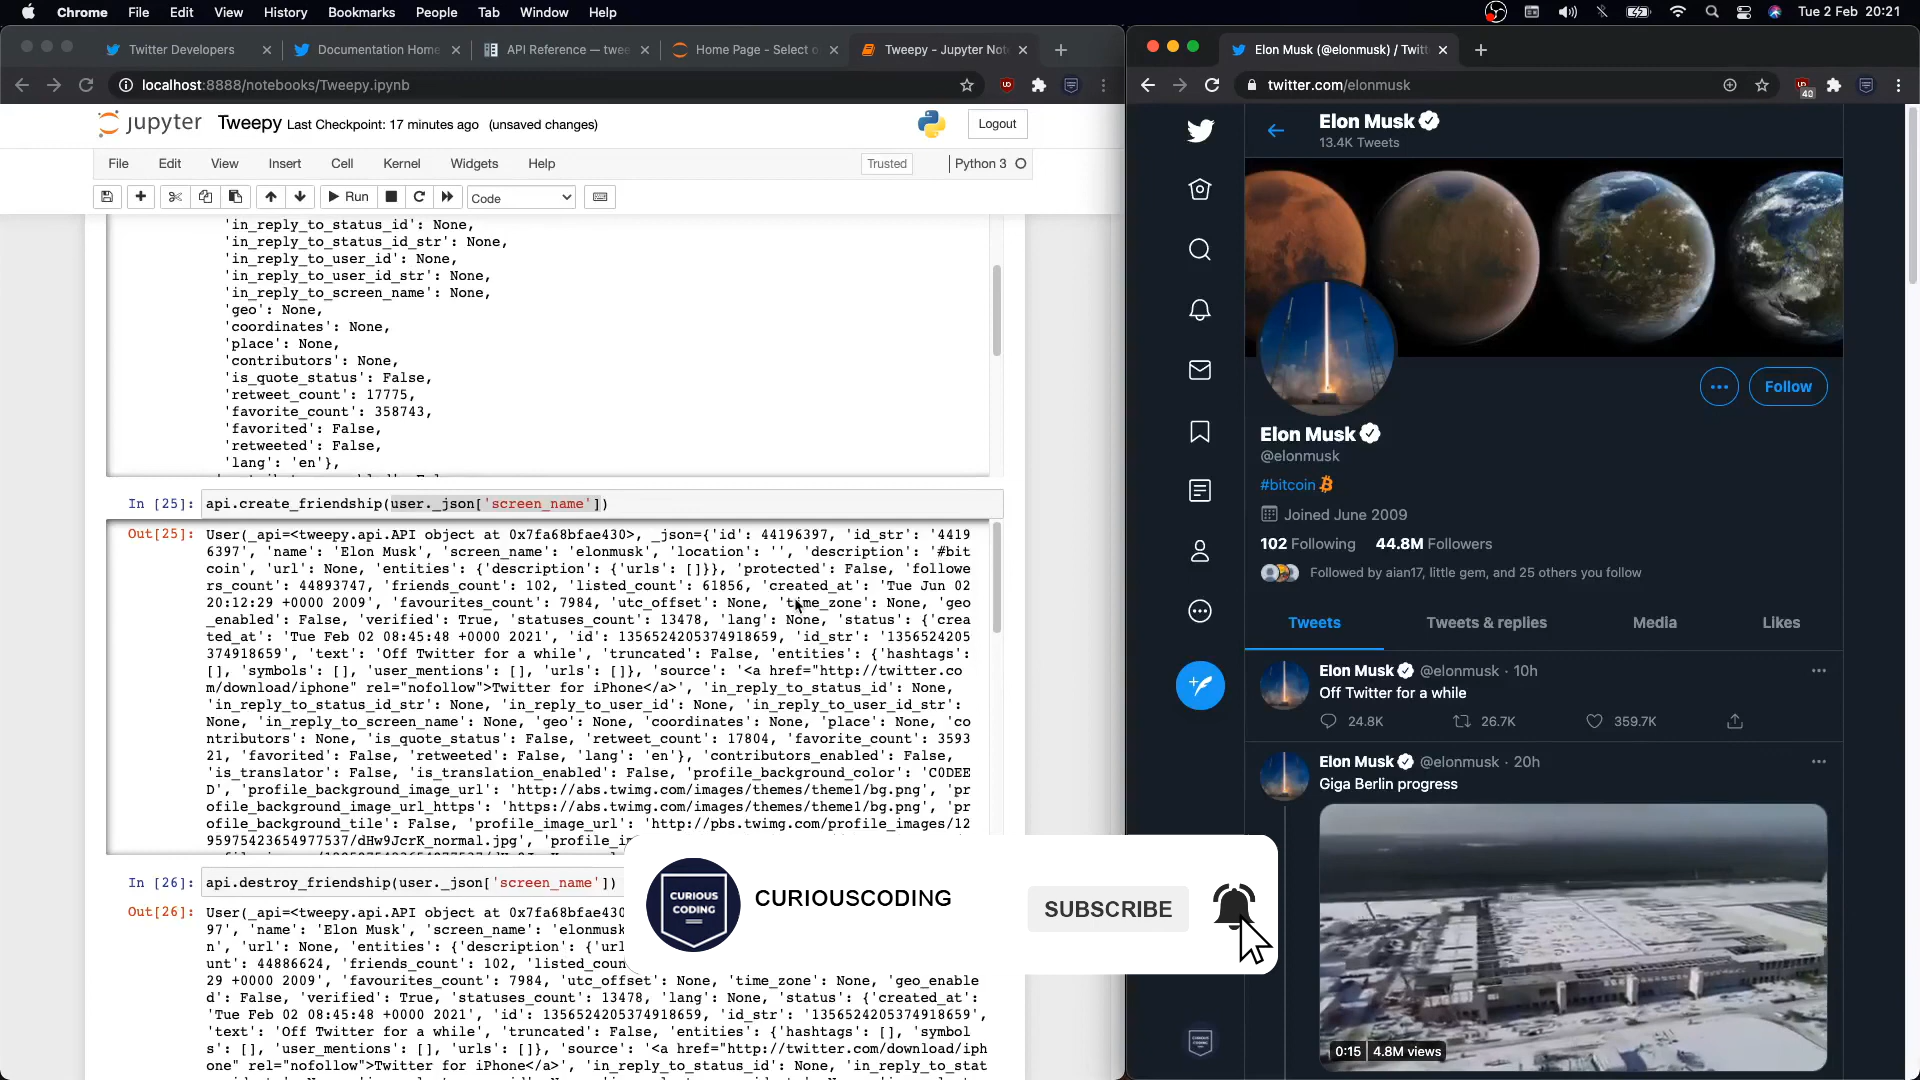 Chrome File Edit View History Bookmarks People Tab Window Help Tue 2 Feb 20:21
Twitter Developers Documentation Home API Reference — twee Home Page - Select o Tweepy - Jupyter Not
localhost:8888/notebooks/Tweepy.ipynb
jupyter Tweepy Last Checkpoint: 17 minutes ago (unsaved changes) Logout
File Edit View Insert Cell Kernel Widgets Help Trusted Python 3
Run Code
'in_reply_to_status_id': None,
'in_reply_to_status_id_str': None,
'in_reply_to_user_id': None,
'in_reply_to_user_id_str': None,
'in_reply_to_screen_name': None,
'geo': None,
'coordinates': None,
'place': None,
'contributors': None,
'is_quote_status': False,
'retweet_count': 17775,
'favorite_count': 358743,
'favorited': False,
'retweeted': False,
'lang': 'en'},
In [25]: api.create_friendship(user._json['screen_name'])
Out[25]: User(_api=<tweepy.api.API object at 0x7fa68bfae430>, _json={'id': 44196397, 'id_str': '4419
6397', 'name': 'Elon Musk', 'screen_name': 'elonmusk', 'location': '', 'description': '#bit
coin', 'url': None, 'entities': {'description': {'urls': []}}, 'protected': False, 'followe
rs_count': 44893747, 'friends_count': 102, 'listed_count': 61856, 'created_at': 'Tue Jun 02
20:12:29 +0000 2009', 'favourites_count': 7984, 'utc_offset': None, 'time_zone': None, 'geo
_enabled': False, 'verified': True, 'statuses_count': 13478, 'lang': None, 'status': {'crea
ted_at': 'Tue Feb 02 08:45:48 +0000 2021', 'id': 1356524205374918659, 'id_str': '1356524205
374918659', 'text': 'Off Twitter for a while', 'truncated': False, 'entities': {'hashtags':
[], 'symbols': [], 'user_mentions': [], 'urls': []}, 'source': '<a href="http://twitter.co
m/download/iphone" rel="nofollow">Twitter for iPhone</a>', 'in_reply_to_status_id': None,
'in_reply_to_status_id_str': None, 'in_reply_to_user_id': None, 'in_reply_to_user_id_str':
None, 'in_reply_to_screen_name': None, 'geo': None, 'coordinates': None, 'place': None, 'co
ntributors': None, 'is_quote_status': False, 'retweet_count': 17804, 'favorite_count': 3593
21, 'favorited': False, 'retweeted': False, 'lang': 'en'}, 'contributors_enabled': False,
'is_translator': False, 'is_translation_enabled': False, 'profile_background_color': 'C0DEE
D', 'profile_background_image_url': 'http://abs.twimg.com/images/themes/theme1/bg.png', 'pr
ofile_background_image_url_https': 'https://abs.twimg.com/images/themes/theme1/bg.png', 'pr
ofile_background_tile': False, 'profile_image_url': 'http://pbs.twimg.com/profile_images/12
95975423654977537/dHw9JcrK_normal.jpg', 'profile_i
In [26]: api.destroy_friendship(user._json['screen_name'])
Out[26]: User(_api=<tweepy.api.API object at 0x7fa68bfae430
97', 'name': 'Elon Musk', 'screen_name': 'elonmusk
n', 'url': None, 'entities': {'description': {'url
unt': 44886624, 'friends_count': 102, 'listed_coun
29 +0000 2009', 'favourites_count': 7984, 'utc_offset': None, 'time_zone': None, 'geo_enable
d': False, 'verified': True, 'statuses_count': 13478, 'lang': None, 'status': {'created_at':
'Tue Feb 02 08:45:48 +0000 2021', 'id': 1356524205374918659, 'id_str': '1356524205374918659',
'text': 'Off Twitter for a while', 'truncated': False, 'entities': {'hashtags': [], 'symbol
s': [], 'user_mentions': [], 'urls': []}, 'source': '<a href="http://twitter.com/download/iph
one" rel="nofollow">Twitter for iPhone</a>', 'in_reply_to_status_id': None, 'in_reply_to_stat
CURIOUS
CODING
CURIOUSCODING
SUBSCRIBE
Elon Musk (@elonmusk) / Twitt
twitter.com/elonmusk
40
Elon Musk
13.4K Tweets
Follow
Elon Musk
@elonmusk
#bitcoin
Joined June 2009
102 Following 44.8M Followers
Followed by aian17, little gem, and 25 others you follow
Tweets Tweets & replies Media Likes
Elon Musk @elonmusk · 10h
Off Twitter for a while
24.8K 26.7K 359.7K
Elon Musk @elonmusk · 20h
Giga Berlin progress
0:15 4.8M views